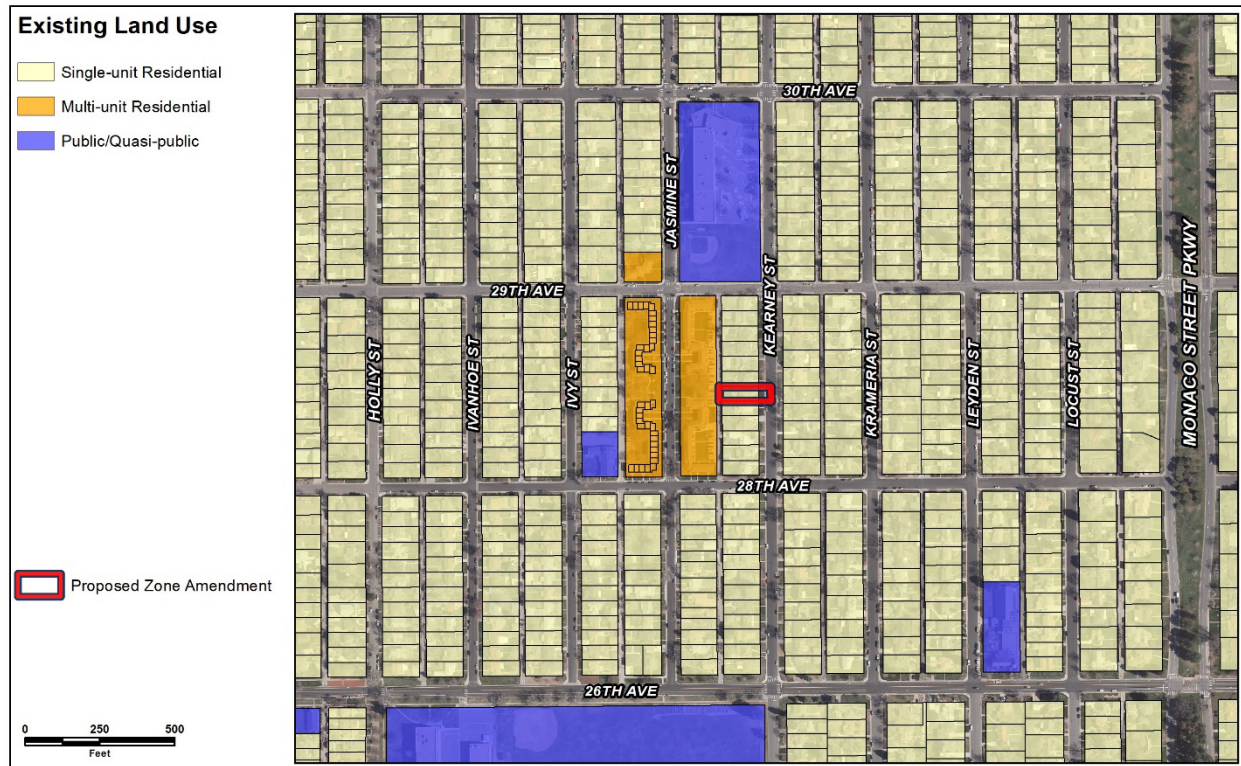 Existing Land Use
Single-unit Residential
Multi-unit Residential
Public/Quasi-public
Proposed Zone Amendment
0 250 500
Feet
30TH AVE
JASMINE ST
29TH AVE
KEARNEY ST
HOLLY ST
IVANHOE ST
IVY ST
KRAMERIA ST
LEYDEN ST
LOCUST ST
MONACO STREET PKWY
28TH AVE
26TH AVE